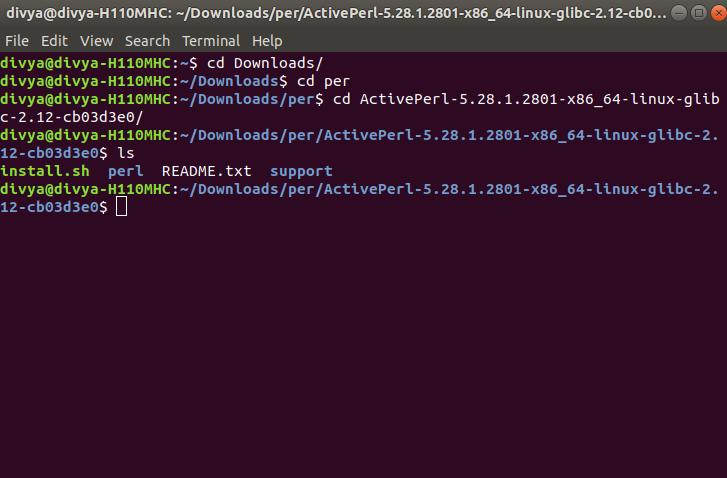 divya@divya-H110MHC: ~/Downloads/per/ActivePerl-5.28.1.2801-x86_64-linux-glibc-2.12-cb0...
File Edit View Search Terminal Help
divya@divya-H110MHC:~$ cd Downloads/
divya@divya-H110MHC:~/Downloads$ cd per
divya@divya-H110MHC:~/Downloads/per$ cd ActivePerl-5.28.1.2801-x86_64-linux-glib
c-2.12-cb03d3e0/
divya@divya-H110MHC:~/Downloads/per/ActivePerl-5.28.1.2801-x86_64-linux-glibc-2.
12-cb03d3e0$ ls
install.sh perl README.txt support
divya@divya-H110MHC:~/Downloads/per/ActivePerl-5.28.1.2801-x86_64-linux-glibc-2.
12-cb03d3e0$